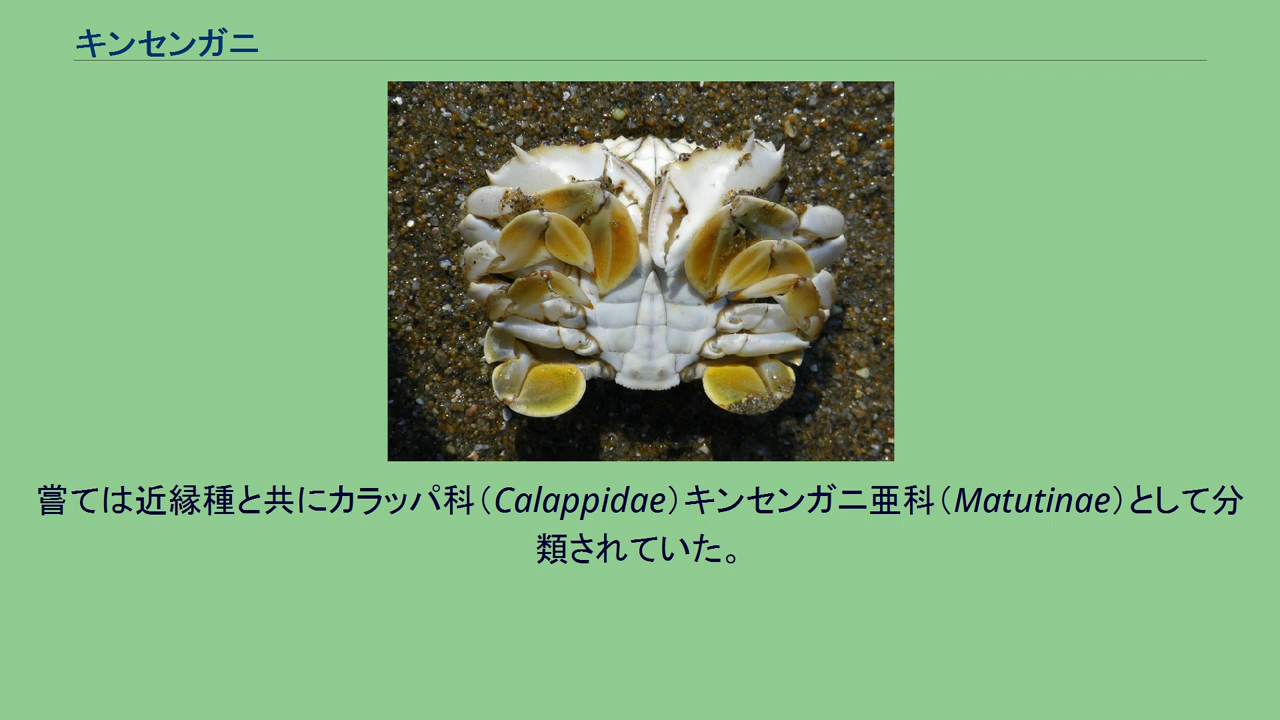 キンセンガニ
嘗ては近縁種と共にカラッパ科（Calappidae）キンセンガニ亜科（Matutinae）として分
類されていた。